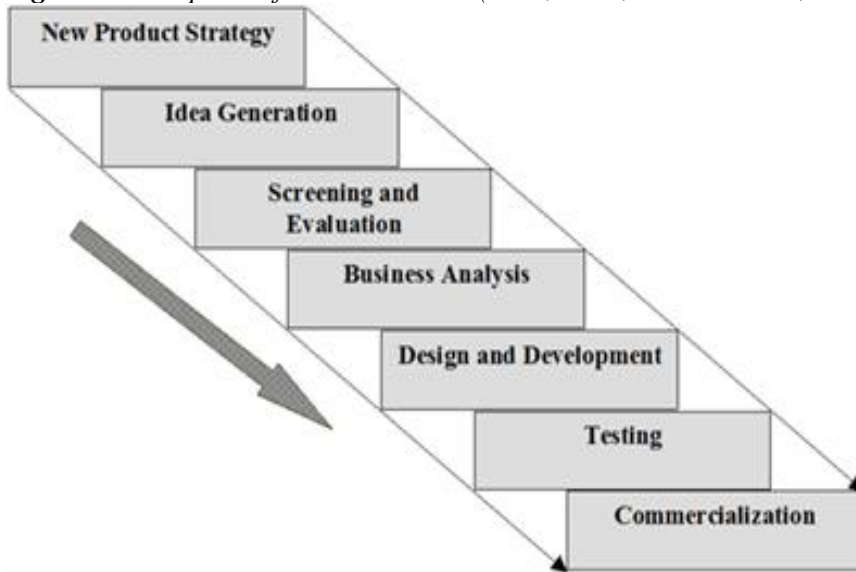 New Product Strategy
Idea Generation
Screening and
Evaluation
Business Analysis
Design and Development
Testing
Commercialization